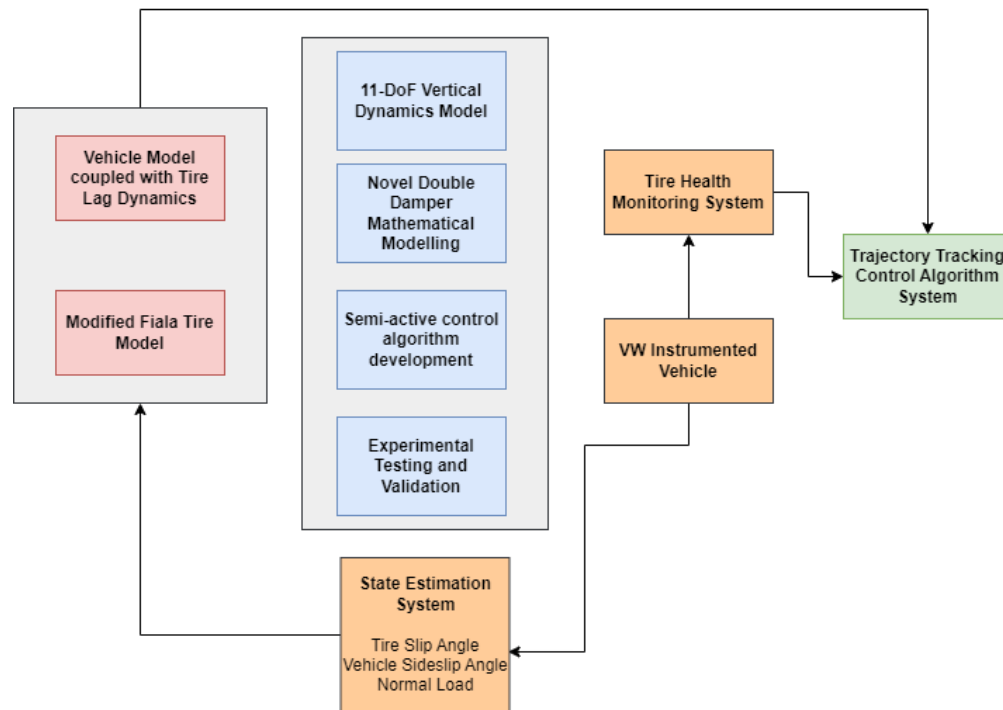 11-DoF Vertical
Dynamics Model
Vehicle Model
coupled with Tire
Lag Dynamics
Novel Double
Damper
Mathematical
Modelling
Tire Health
Monitoring System
Trajectory Tracking
Control Algorithm
System
Modified Fiala Tire
Model
Semi-active control
algorithm
development
VW Instrumented
Vehicle
Experimental
Testing and
Validation
State Estimation
System
Tire Slip Angle
Vehicle Sideslip Angle
Normal Load